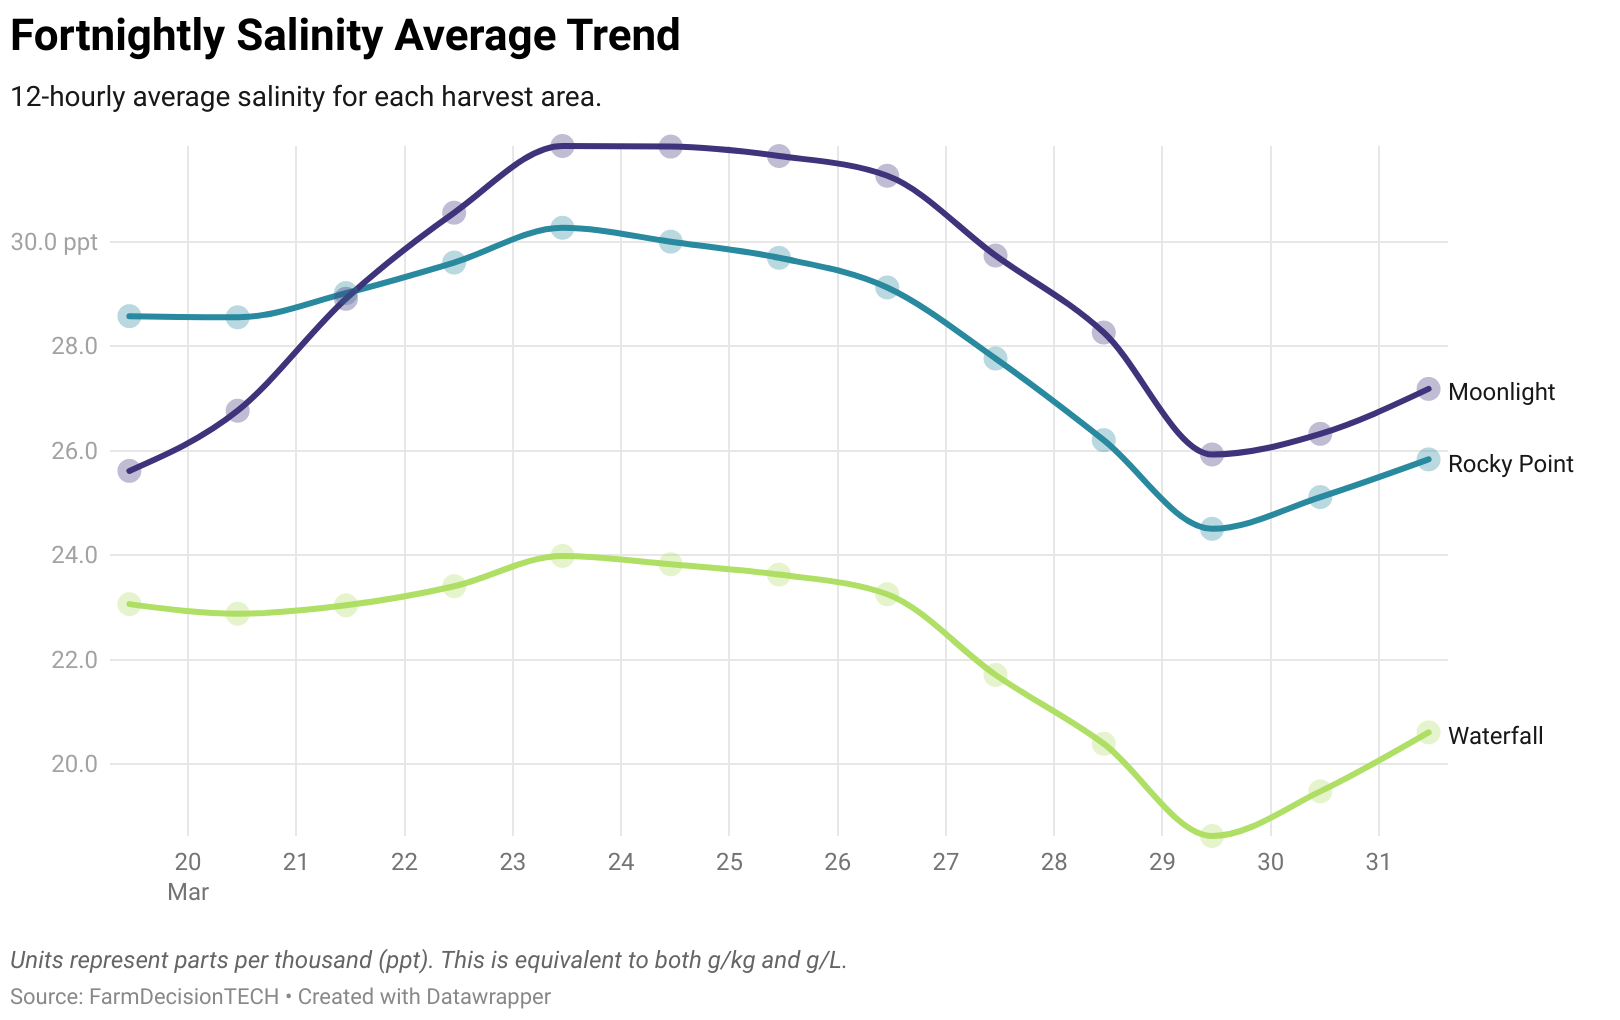 Fortnightly Salinity Average Trend
12-hourly average salinity for each harvest area.
30.0 ppt
28.0
26.0
24.0
22.0
20.0
Moonlight
Rocky Point
Waterfall
20 21 22 23 24 25 26 27 28 29 30 31
Mar
Units represent parts per thousand (ppt). This is equivalent to both g/kg and g/L.
Source: FarmDecisionTECH • Created with Datawrapper